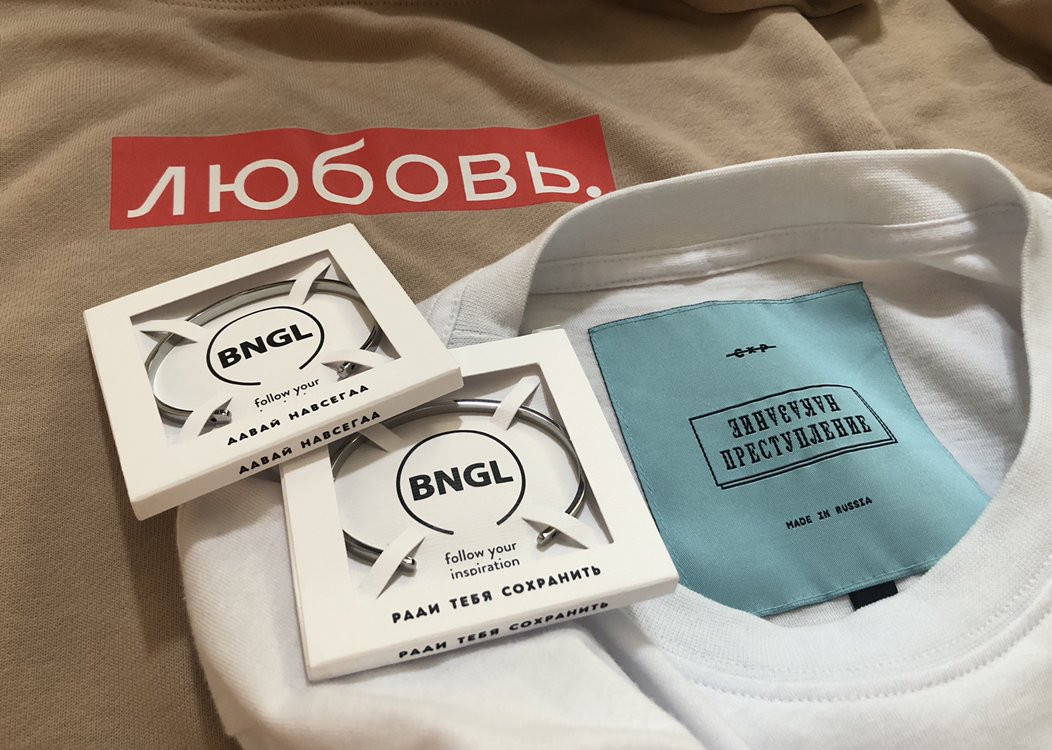 любовь.
BNGL
follow your
ДАВАЙ НАВСЕГДА
ДАВАЙ НАВСЕГДА
BNGL
follow your
inspiration
РАДИ ТЕБЯ СОХРАНИТЬ
РАДИ ТЕБЯ СОХРАНИТЬ
СХР
НАКАЗАНИЕ
ПРЕСТУПЛЕНИЕ
MADE IN RUSSIA